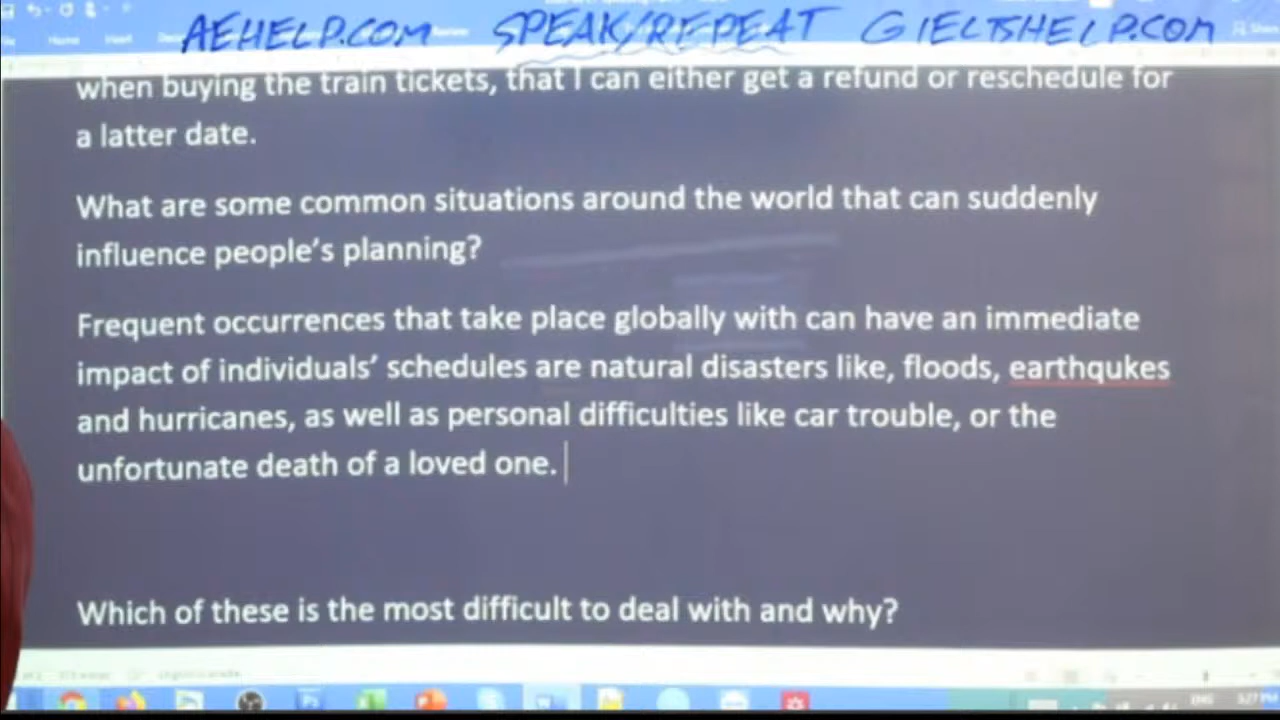 AEHELP.COM SPEAK/REPEAT GIELTSHELP.COM
when buying the train tickets, that I can either get a refund or reschedule for
a latter date.
What are some common situations around the world that can suddenly
influence people's planning?
Frequent occurrences that take place globally with can have an immediate
impact of individuals' schedules are natural disasters like, floods, earthqukes
and hurricanes, as well as personal difficulties like car trouble, or the
unfortunate death of a loved one.
Which of these is the most difficult to deal with and why?